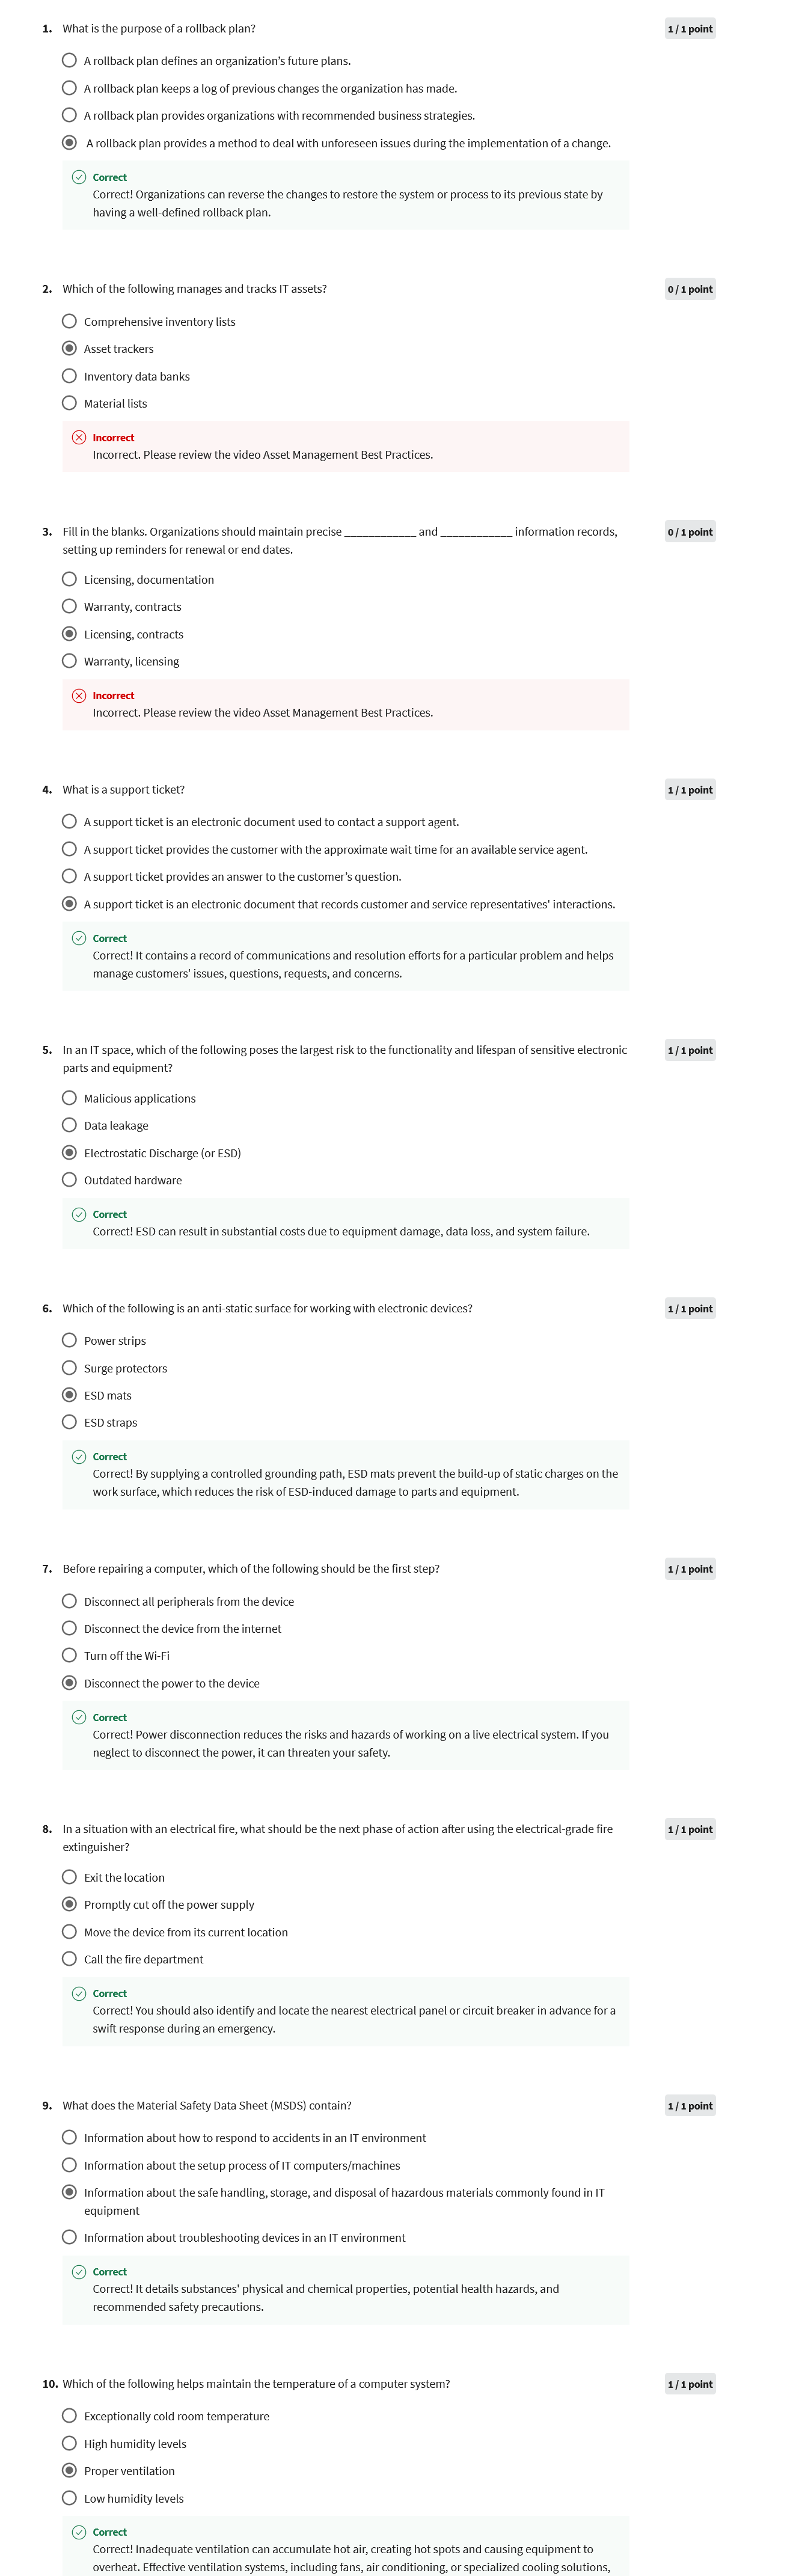 1. What is the purpose of a rollback plan?
1 / 1 point
A rollback plan defines an organization’s future plans.
A rollback plan keeps a log of previous changes the organization has made.
A rollback plan provides organizations with recommended business strategies.
A rollback plan provides a method to deal with unforeseen issues during the implementation of a change.
Correct
Correct! Organizations can reverse the changes to restore the system or process to its previous state by
having a well-defined rollback plan.
2. Which of the following manages and tracks IT assets?
0 / 1 point
Comprehensive inventory lists
Asset trackers
Inventory data banks
Material lists
Incorrect
Incorrect. Please review the video Asset Management Best Practices.
3. Fill in the blanks. Organizations should maintain precise ____________ and ____________ information records,
setting up reminders for renewal or end dates.
0 / 1 point
Licensing, documentation
Warranty, contracts
Licensing, contracts
Warranty, licensing
Incorrect
Incorrect. Please review the video Asset Management Best Practices.
4. What is a support ticket?
1 / 1 point
A support ticket is an electronic document used to contact a support agent.
A support ticket provides the customer with the approximate wait time for an available service agent.
A support ticket provides an answer to the customer’s question.
A support ticket is an electronic document that records customer and service representatives' interactions.
Correct
Correct! It contains a record of communications and resolution efforts for a particular problem and helps
manage customers' issues, questions, requests, and concerns.
5. In an IT space, which of the following poses the largest risk to the functionality and lifespan of sensitive electronic
parts and equipment?
1 / 1 point
Malicious applications
Data leakage
Electrostatic Discharge (or ESD)
Outdated hardware
Correct
Correct! ESD can result in substantial costs due to equipment damage, data loss, and system failure.
6. Which of the following is an anti-static surface for working with electronic devices?
1 / 1 point
Power strips
Surge protectors
ESD mats
ESD straps
Correct
Correct! By supplying a controlled grounding path, ESD mats prevent the build-up of static charges on the
work surface, which reduces the risk of ESD-induced damage to parts and equipment.
7. Before repairing a computer, which of the following should be the first step?
1 / 1 point
Disconnect all peripherals from the device
Disconnect the device from the internet
Turn off the Wi-Fi
Disconnect the power to the device
Correct
Correct! Power disconnection reduces the risks and hazards of working on a live electrical system. If you
neglect to disconnect the power, it can threaten your safety.
8. In a situation with an electrical fire, what should be the next phase of action after using the electrical-grade fire
extinguisher?
1 / 1 point
Exit the location
Promptly cut off the power supply
Move the device from its current location
Call the fire department
Correct
Correct! You should also identify and locate the nearest electrical panel or circuit breaker in advance for a
swift response during an emergency.
9. What does the Material Safety Data Sheet (MSDS) contain?
1 / 1 point
Information about how to respond to accidents in an IT environment
Information about the setup process of IT computers/machines
Information about the safe handling, storage, and disposal of hazardous materials commonly found in IT
equipment
Information about troubleshooting devices in an IT environment
Correct
Correct! It details substances' physical and chemical properties, potential health hazards, and
recommended safety precautions.
10. Which of the following helps maintain the temperature of a computer system?
1 / 1 point
Exceptionally cold room temperature
High humidity levels
Proper ventilation
Low humidity levels
Correct
Correct! Inadequate ventilation can accumulate hot air, creating hot spots and causing equipment to
overheat. Effective ventilation systems, including fans, air conditioning, or specialized cooling solutions,